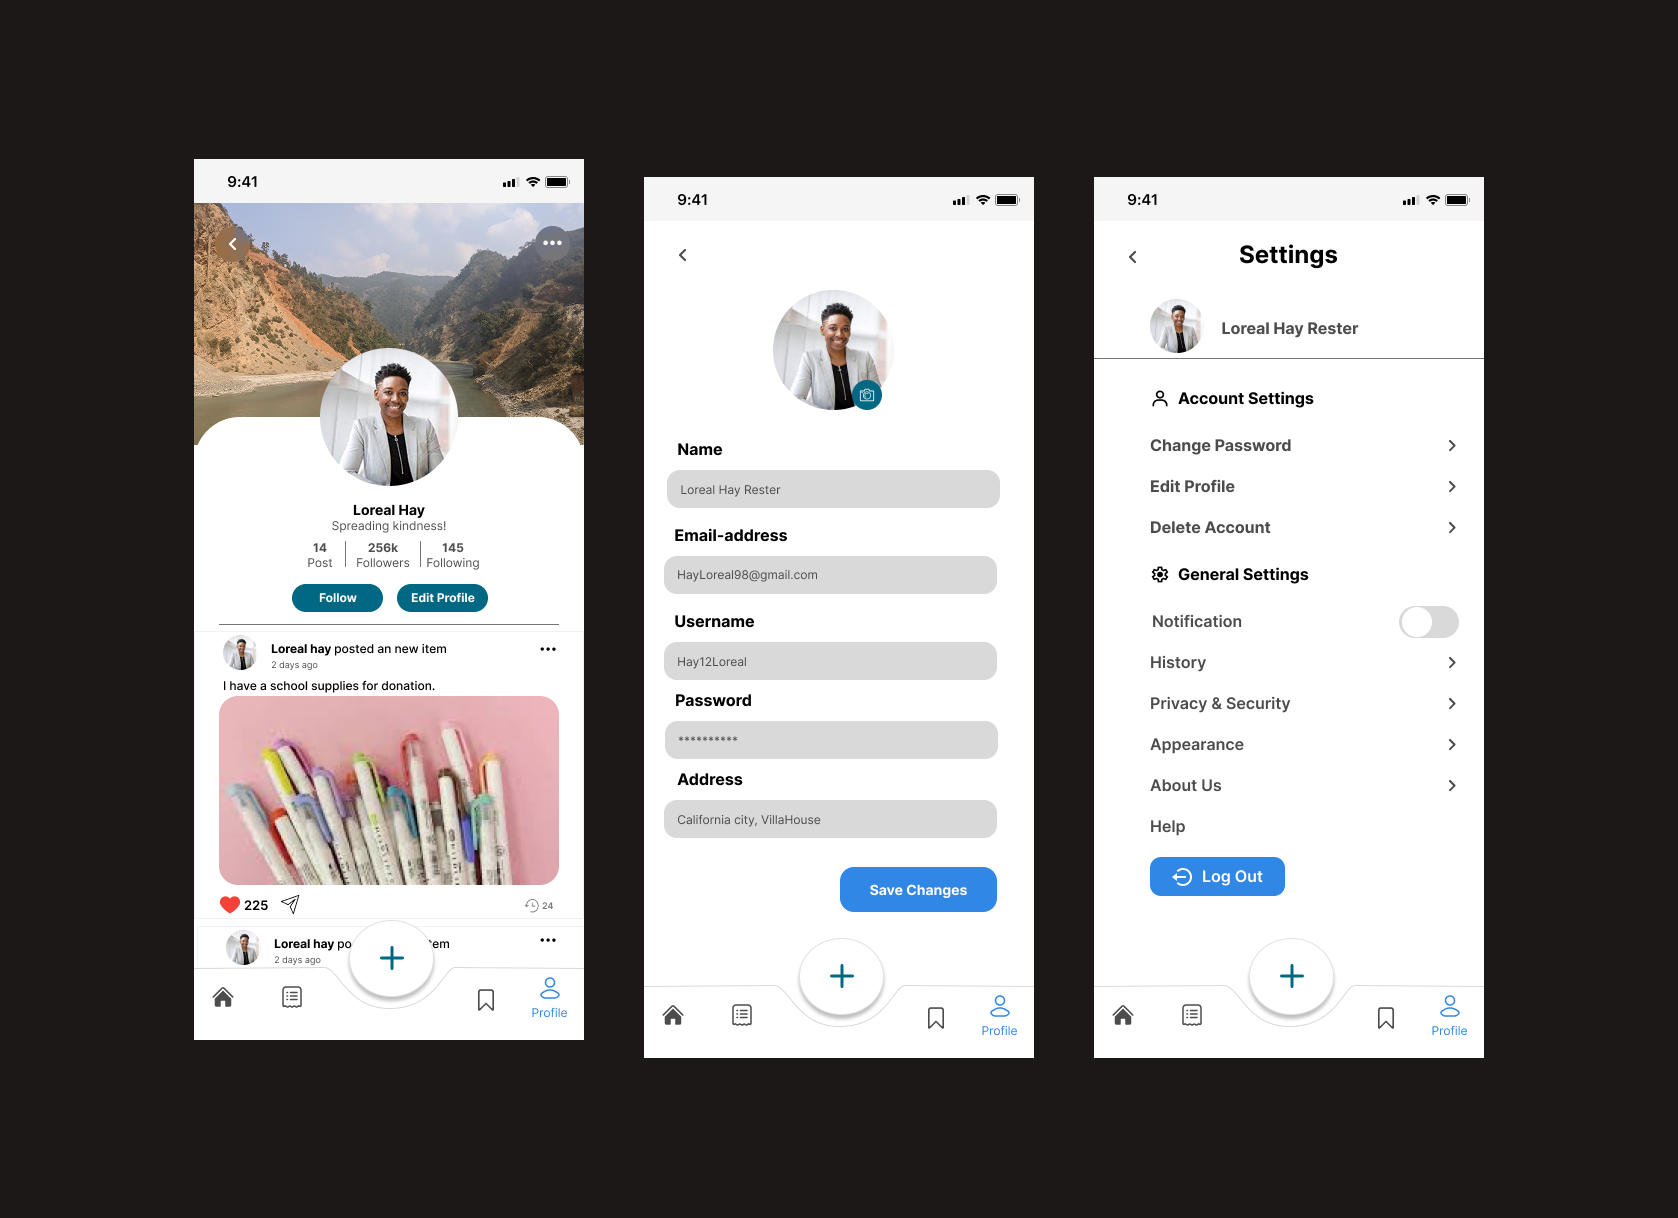 9:41
Loreal Hay
Spreading kindness!
14 256k 145
Post Followers Following
Follow Edit Profile
Loreal hay posted an new item
2 days ago
I have a school supplies for donation.
225 24
Loreal hay po tem
2 days ago
Profile
9:41
Name
Loreal Hay Rester
Email-address
HayLoreal98@gmail.com
Username
Hay12Loreal
Password
**********
Address
California city, VillaHouse
Save Changes
Profile
9:41
Settings
Loreal Hay Rester
Account Settings
Change Password
Edit Profile
Delete Account
General Settings
Notification
History
Privacy & Security
Appearance
About Us
Help
Log Out
Profile